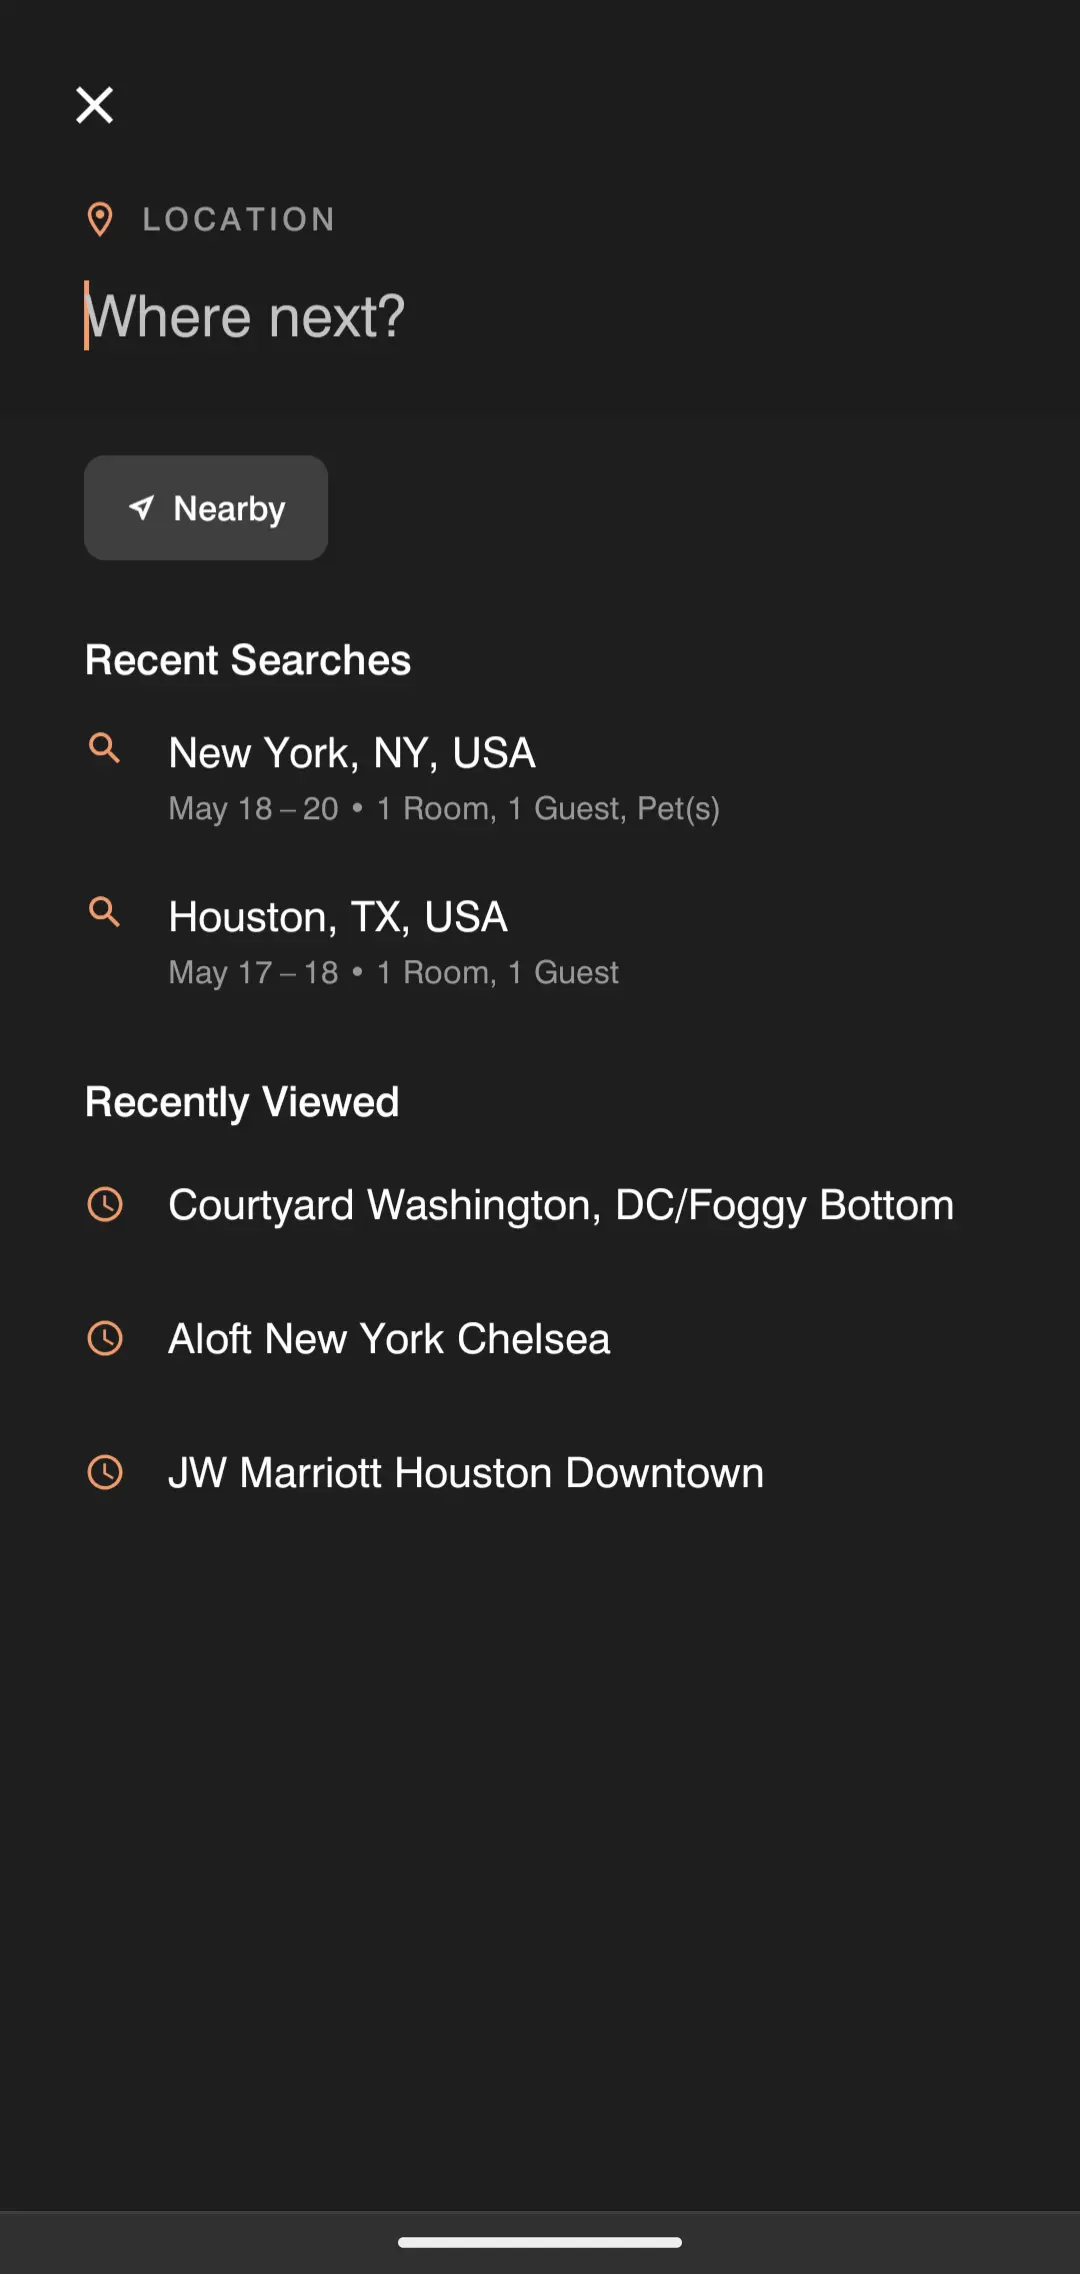 LOCATION
Where next?
Nearby
Recent Searches
New York, NY, USA
May 18 – 20 • 1 Room, 1 Guest, Pet(s)
Houston, TX, USA
May 17 – 18 • 1 Room, 1 Guest
Recently Viewed
Courtyard Washington, DC/Foggy Bottom
Aloft New York Chelsea
JW Marriott Houston Downtown